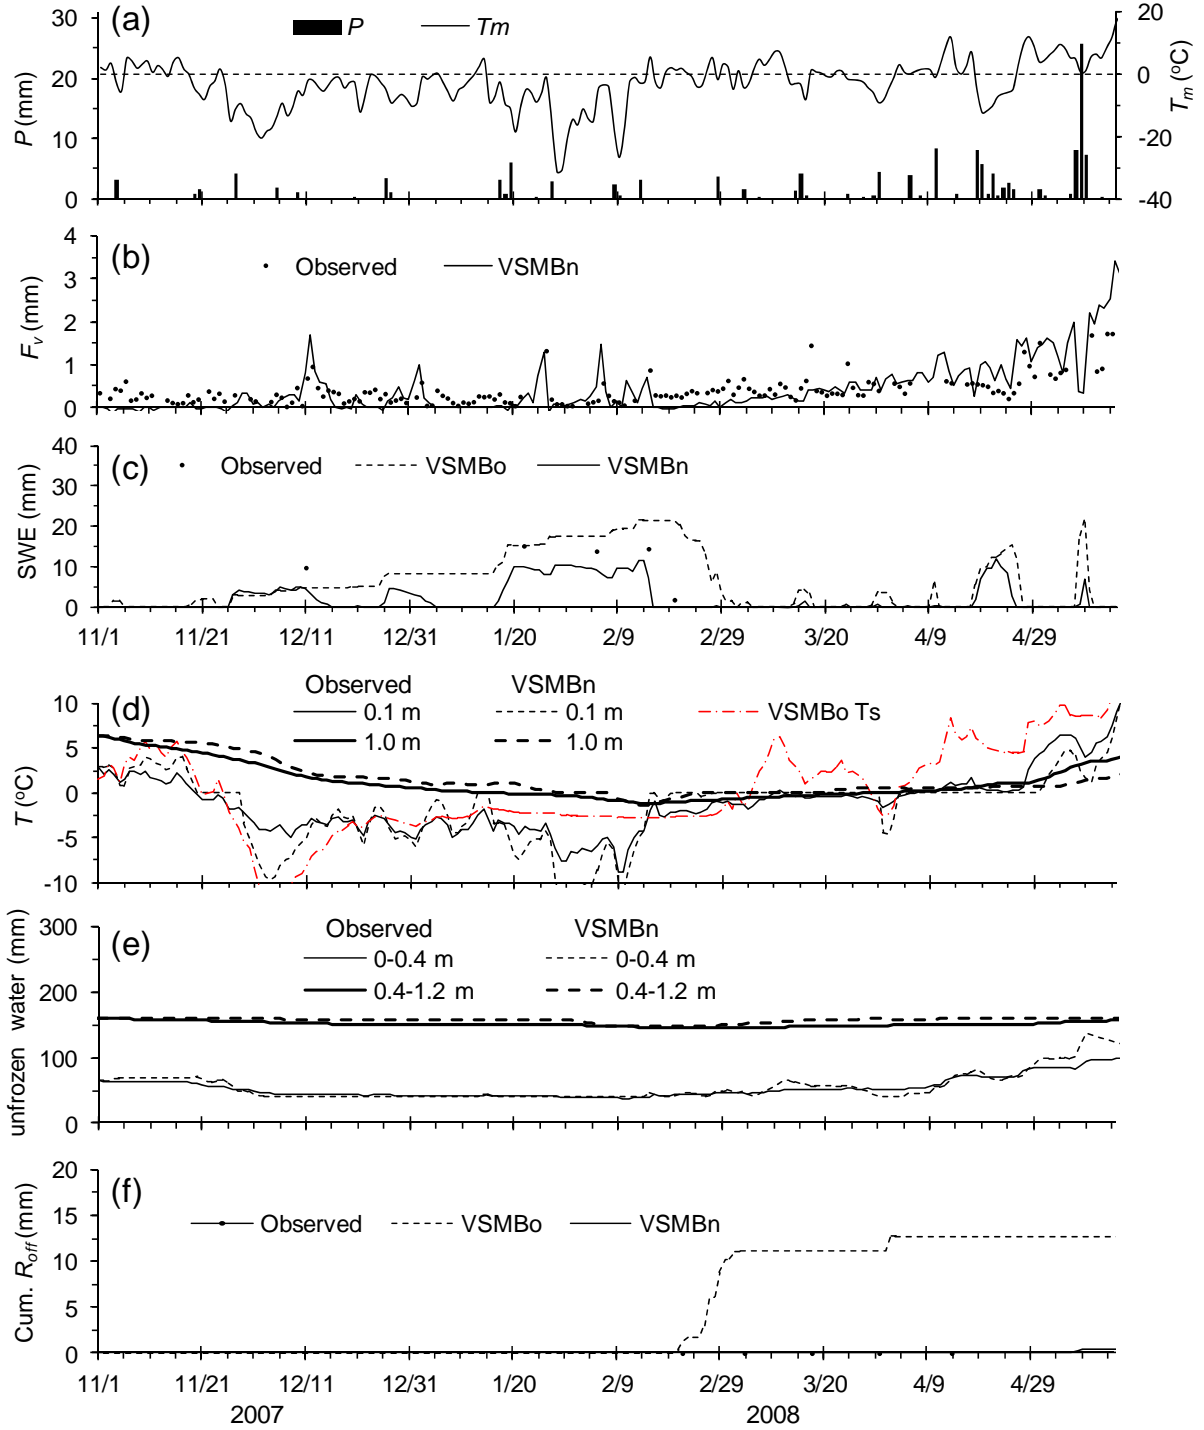 (a)
P
Tm
30
20
10
0
P (mm)
20
0
-20
-40
Tm (°C)
(b)
Observed
VSMBn
4
3
2
1
0
Fv (mm)
(c)
Observed
VSMBo
VSMBn
40
30
20
10
0
SWE (mm)
11/1 11/21 12/11 12/31 1/20 2/9 2/29 3/20 4/9 4/29
(d)
Observed VSMBn
0.1 m 0.1 m VSMBo Ts
1.0 m 1.0 m
10
5
0
-5
-10
T (°C)
(e)
Observed VSMBn
0-0.4 m 0-0.4 m
0.4-1.2 m 0.4-1.2 m
300
200
100
0
unfrozen water (mm)
(f)
Observed VSMBo VSMBn
20
15
10
5
0
Cum. Roff (mm)
11/1 11/21 12/11 12/31 1/20 2/9 2/29 3/20 4/9 4/29
2007 2008